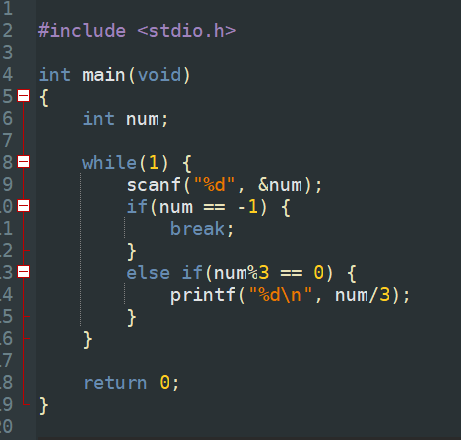 1
2 #include <stdio.h>
3
4 int main(void)
5 {
6     int num;
7
8     while(1) {
9         scanf("%d", &num);
0         if(num == -1) {
1             break;
2         }
3         else if(num%3 == 0) {
4             printf("%d\n", num/3);
5         }
6     }
7
8     return 0;
9 }
0